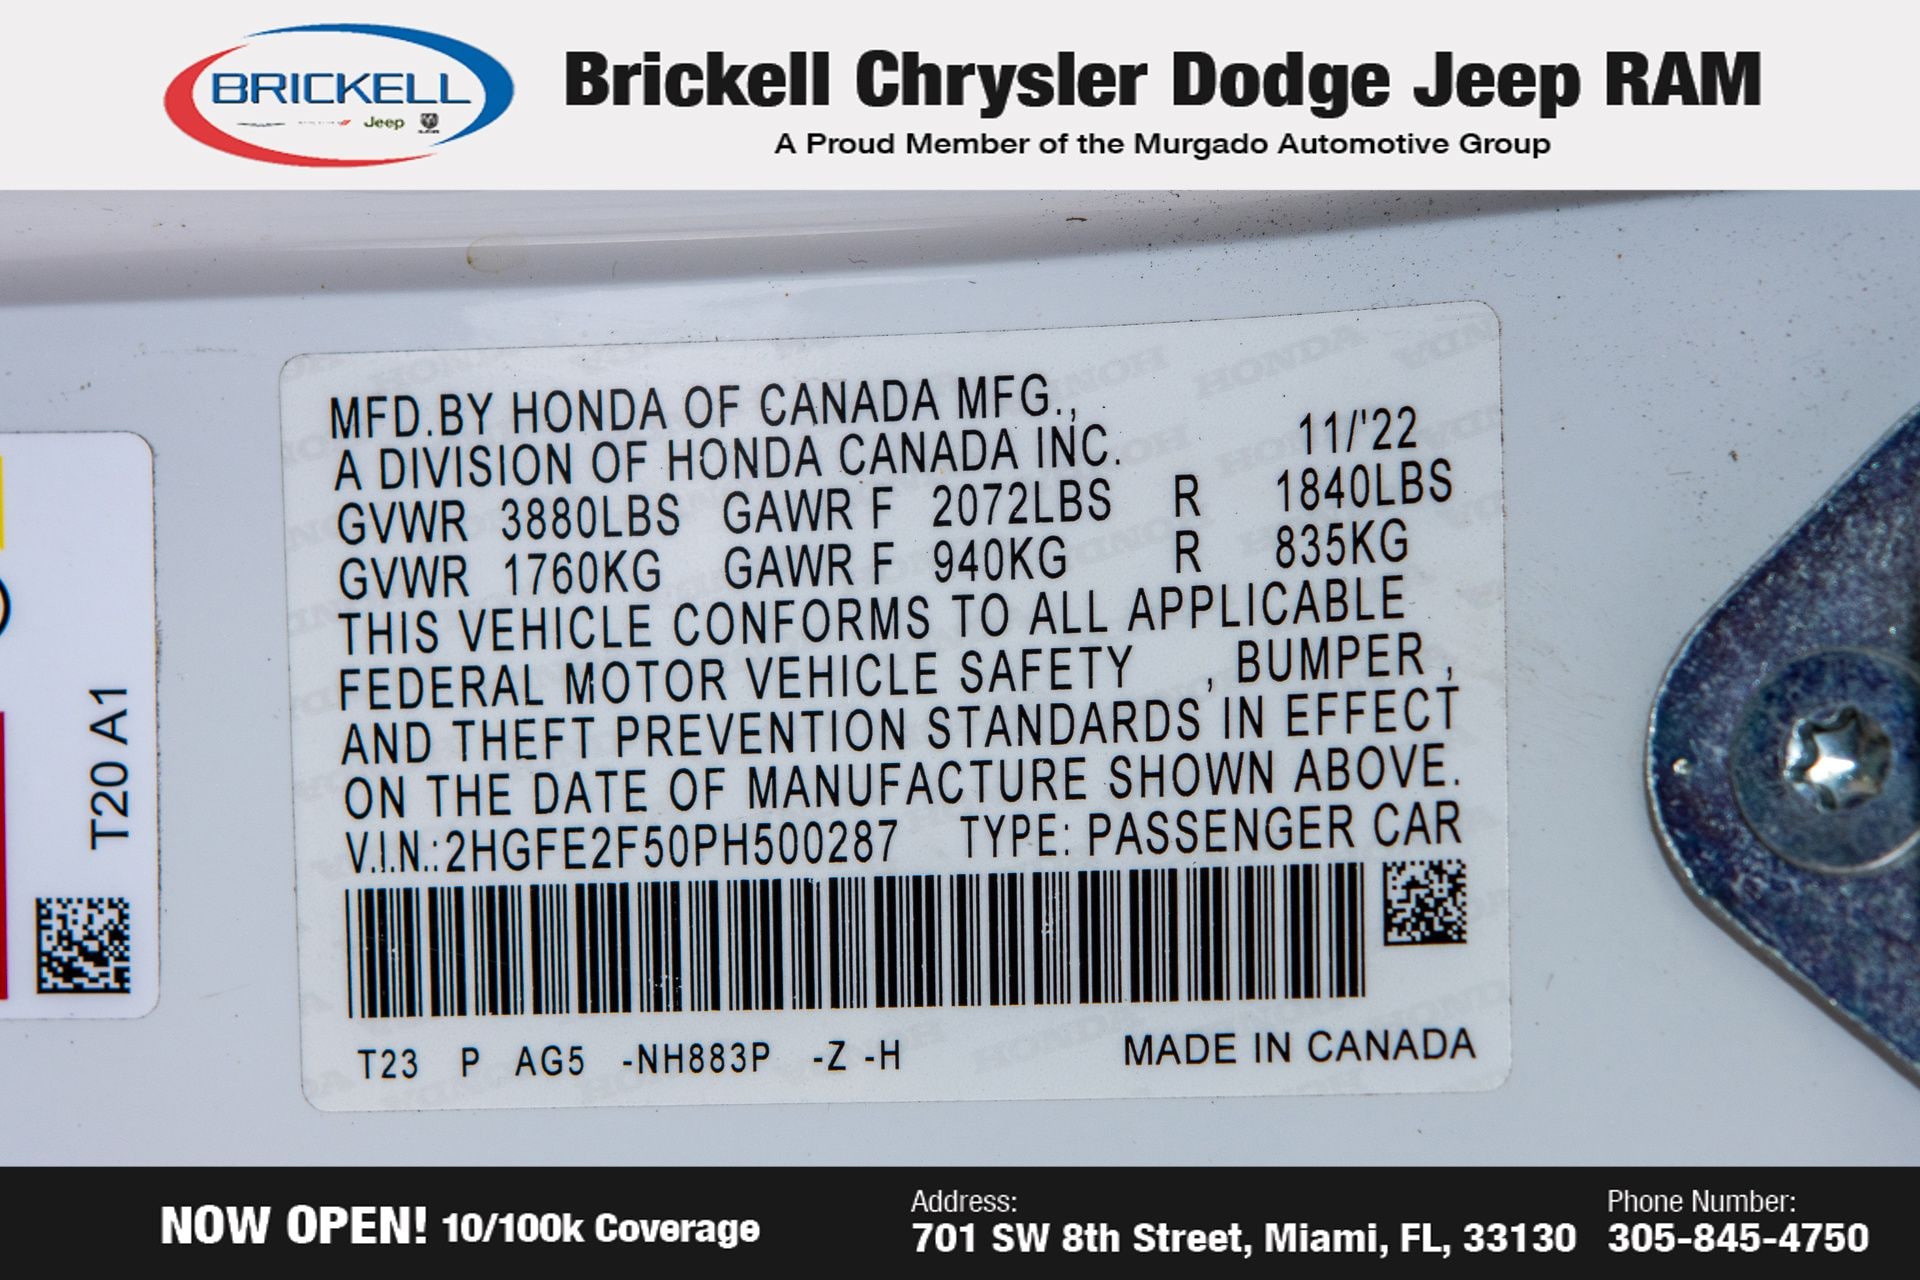 BRICKELL
Jeep
RAM
Brickell Chrysler Dodge Jeep RAM
A Proud Member of the Murgado Automotive Group
MFD.BY HONDA OF CANADA MFG.,
A DIVISION OF HONDA CANADA INC. 11/'22
GVWR 3880LBS GAWR F 2072LBS R 1840LBS
GVWR 1760KG GAWR F 940KG R 835KG
THIS VEHICLE CONFORMS TO ALL APPLICABLE
FEDERAL MOTOR VEHICLE SAFETY , BUMPER ,
AND THEFT PREVENTION STANDARDS IN EFFECT
ON THE DATE OF MANUFACTURE SHOWN ABOVE.
V.I.N.:2HGFE2F50PH500287 TYPE: PASSENGER CAR
T23 P AG5 -NH883P -Z -H MADE IN CANADA
T20 A1
NOW OPEN! 10/100k Coverage
Address:
701 SW 8th Street, Miami, FL, 33130
Phone Number:
305-845-4750